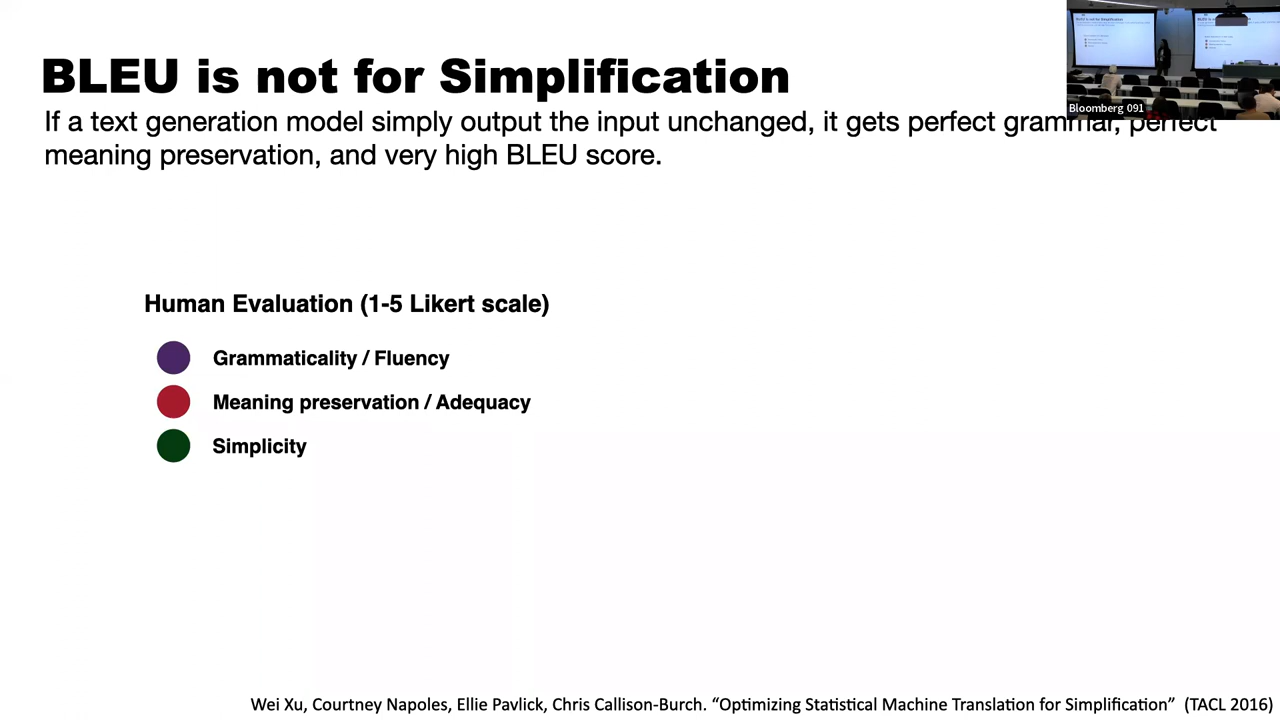 BLEU is not for Simplification
If a text generation model simply output the input unchanged, it gets perfect grammar, perfect
meaning preservation, and very high BLEU score.
Bloomberg 091
Human Evaluation (1-5 Likert scale)
Grammaticality / Fluency
Meaning preservation / Adequacy
Simplicity
Wei Xu, Courtney Napoles, Ellie Pavlick, Chris Callison-Burch. “Optimizing Statistical Machine Translation for Simplification” (TACL 2016)